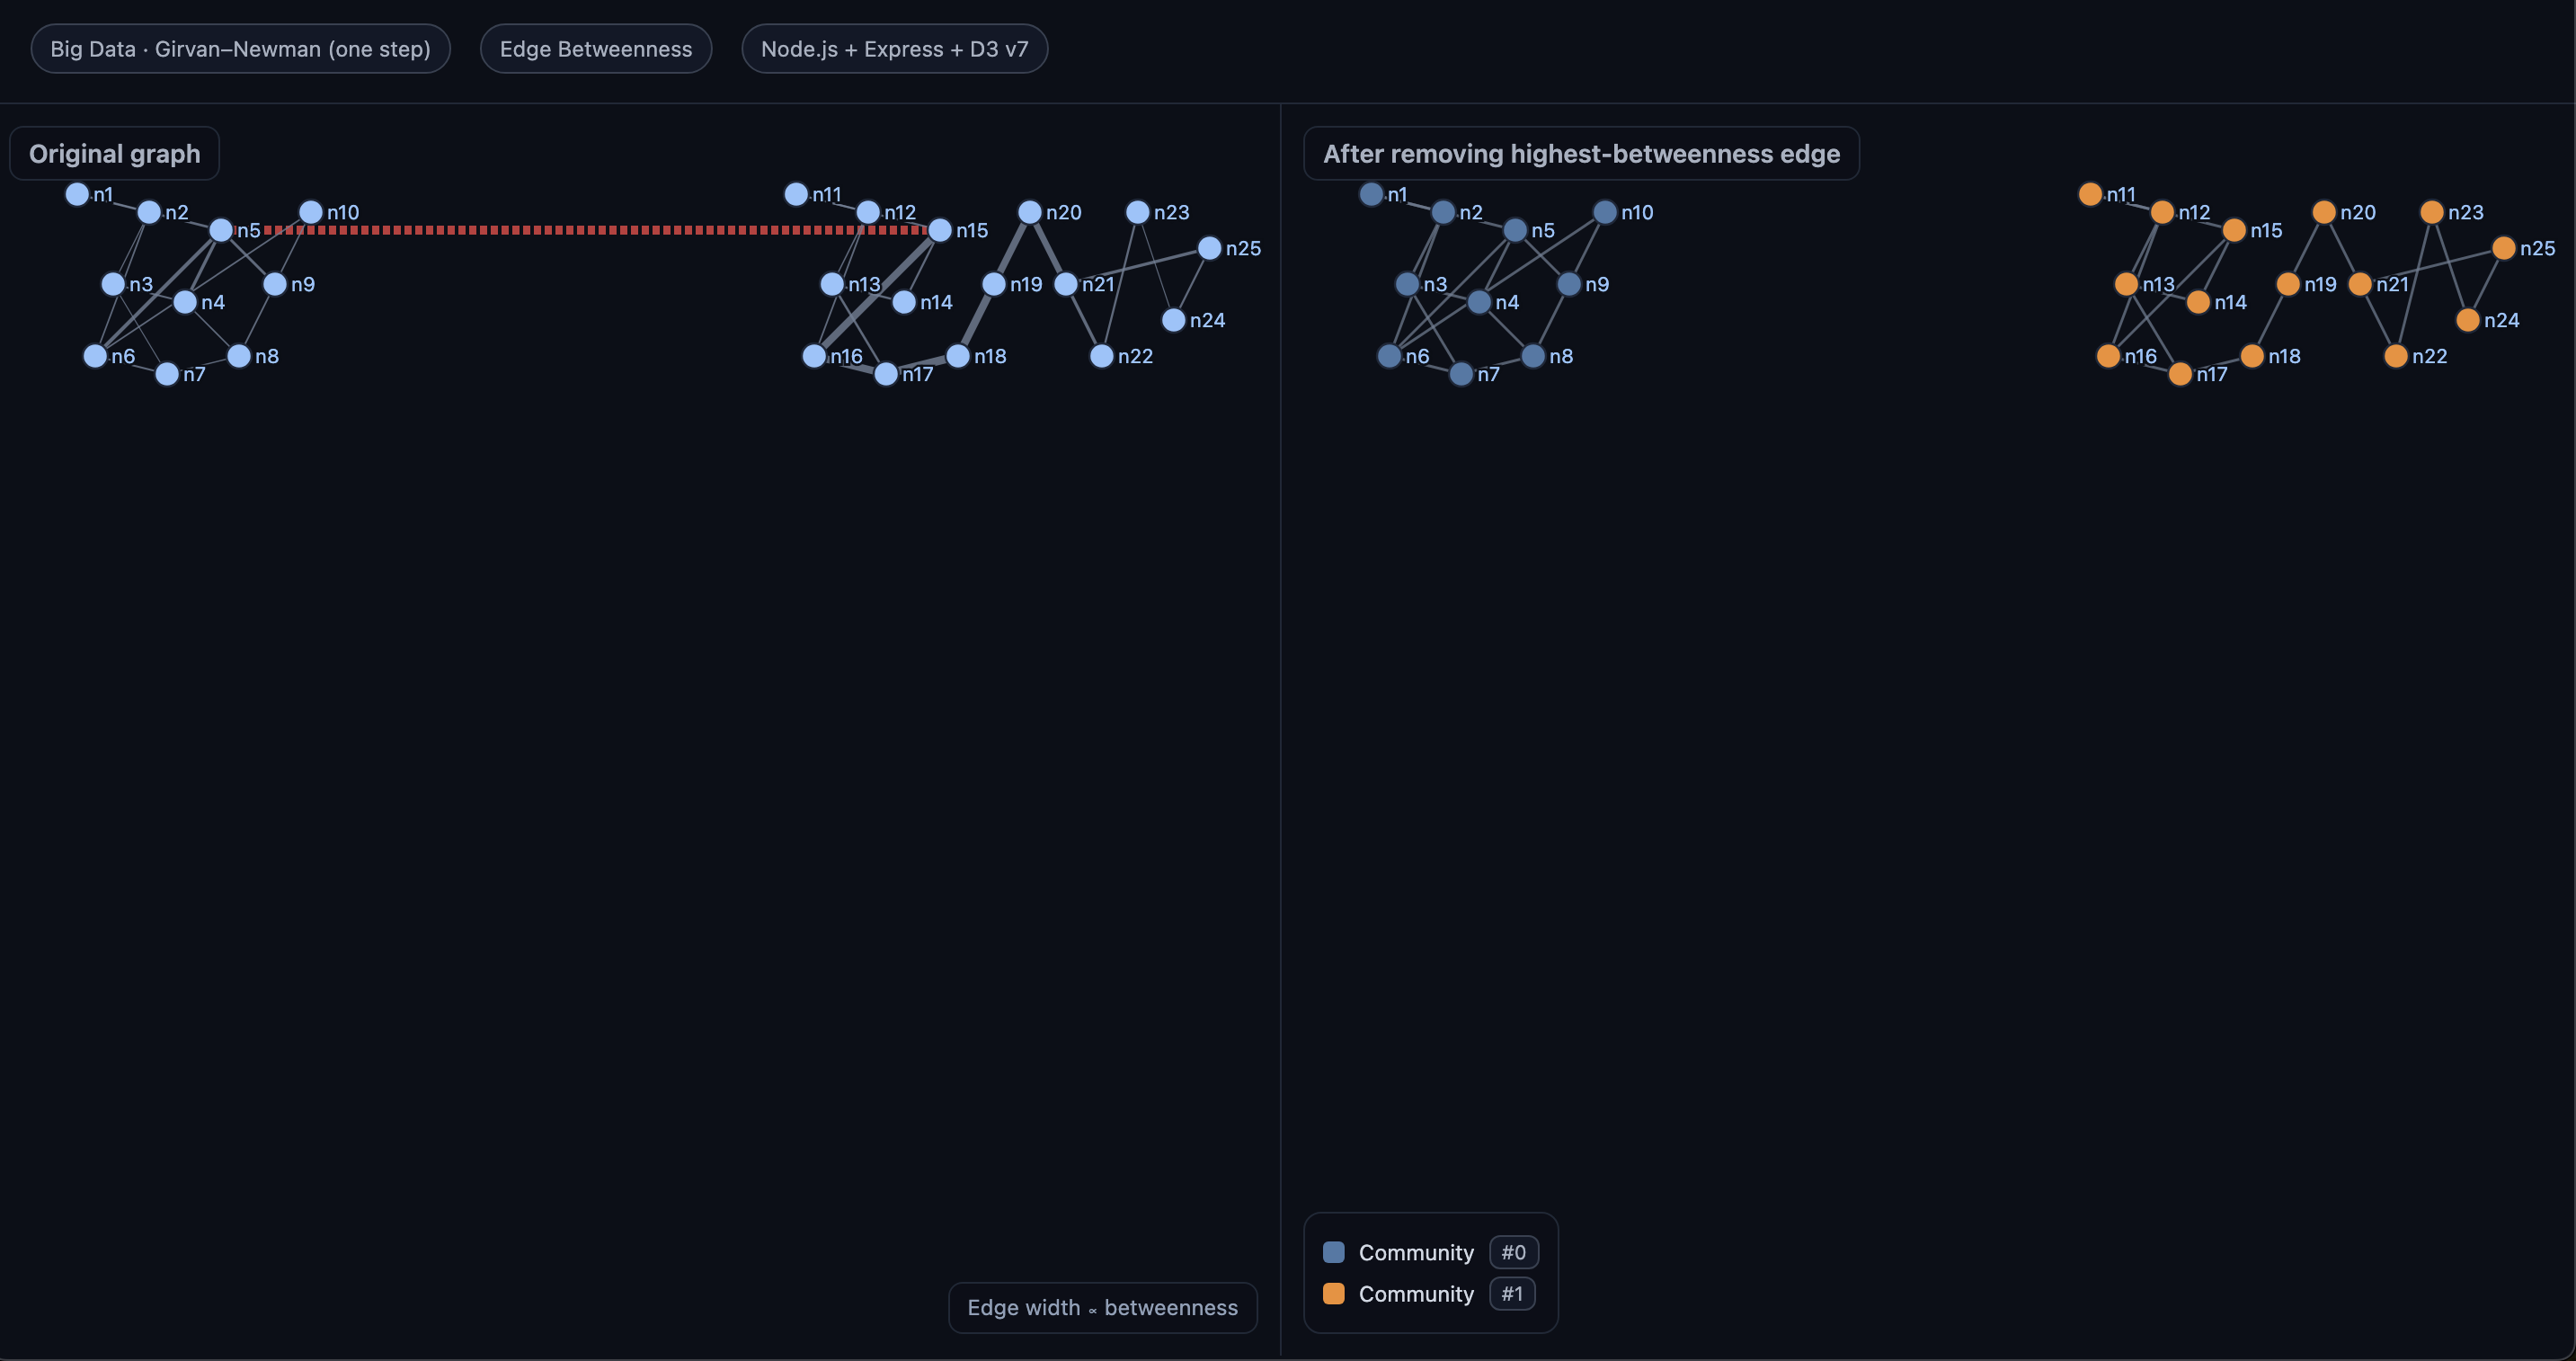 Big Data · Girvan–Newman (one step)
Edge Betweenness
Node.js + Express + D3 v7
Original graph
n1
n2
n10
n5
n3
n9
n4
n6
n8
n7
n11
n12
n20
n23
n15
n25
n13
n19
n21
n14
n24
n16
n18
n22
n17
Edge width ∝ betweenness
After removing highest-betweenness edge
n1
n2
n10
n5
n3
n9
n4
n6
n8
n7
n11
n12
n20
n23
n15
n25
n13
n19
n21
n14
n24
n16
n18
n22
n17
Community #0
Community #1